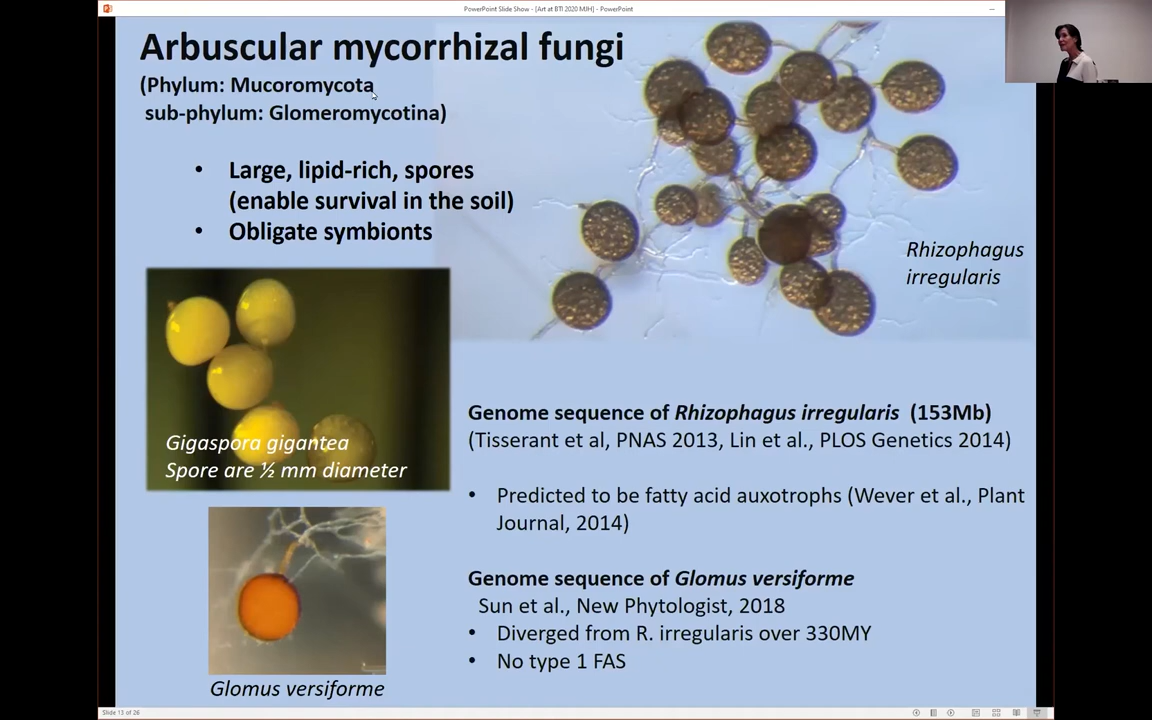 PowerPoint Slide Show - [Art at BTI 2020 MJH] - PowerPoint
Arbuscular mycorrhizal fungi
(Phylum: Mucoromycota
sub-phylum: Glomeromycotina)
• Large, lipid-rich, spores
(enable survival in the soil)
• Obligate symbionts
Rhizophagus
irregularis
Gigaspora gigantea
Spore are ½ mm diameter
Glomus versiforme
Genome sequence of Rhizophagus irregularis (153Mb)
(Tisserant et al, PNAS 2013, Lin et al., PLOS Genetics 2014)
• Predicted to be fatty acid auxotrophs (Wever et al., Plant
Journal, 2014)
Genome sequence of Glomus versiforme
Sun et al., New Phytologist, 2018
• Diverged from R. irregularis over 330MY
• No type 1 FAS
Slide 13 of 26